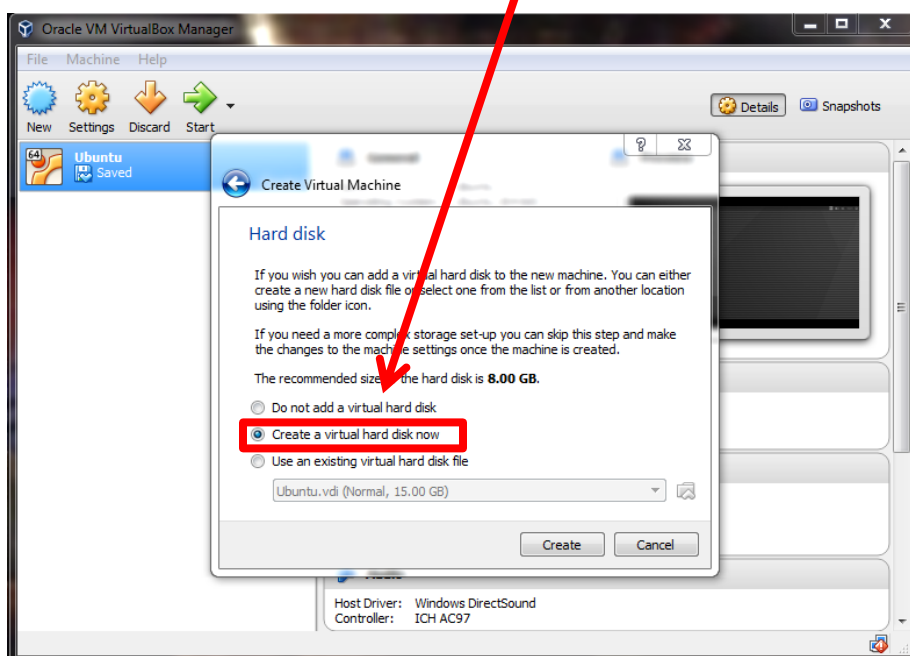 Oracle VM VirtualBox Manager
File Machine Help
New Settings Discard Start
Details Snapshots
64
Ubuntu
Saved
Create Virtual Machine
Hard disk
If you wish you can add a virtual hard disk to the new machine. You can either
create a new hard disk file or select one from the list or from another location
using the folder icon.
If you need a more complex storage set-up you can skip this step and make
the changes to the machine settings once the machine is created.
The recommended size the hard disk is 8.00 GB.
Do not add a virtual hard disk
Create a virtual hard disk now
Use an existing virtual hard disk file
Ubuntu.vdi (Normal, 15.00 GB)
Create Cancel
Host Driver: Windows DirectSound
Controller: ICH AC97